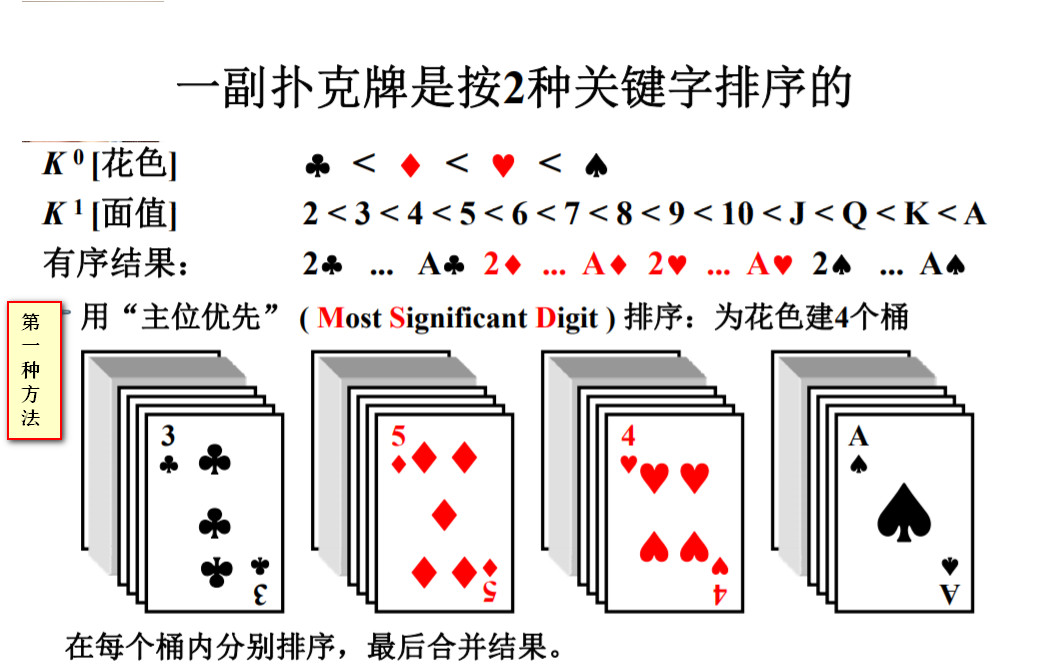 一副扑克牌是按2种关键字排序的
K⁰[花色] ♣ < ♦ < ♥ < ♠
K¹[面值] 2 < 3 < 4 < 5 < 6 < 7 < 8 < 9 < 10 < J < Q < K < A
有序结果： 2♣ ... A♣ 2♦ ... A♦ 2♥ ... A♥ 2♠ ... A♠
第一种方法
用“主位优先” ( Most Significant Digit ) 排序：为花色建4个桶
3 5 4 A
3 5 4 A
在每个桶内分别排序，最后合并结果。